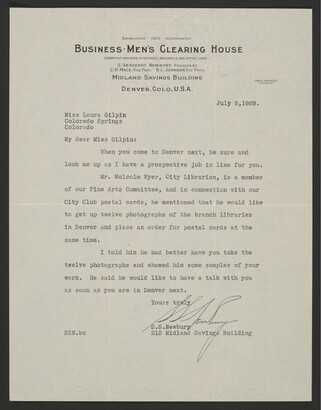 BUSINESS-MEN'S CLEARING HOUSE
S. SERGEANT NEWBURY, PRESIDENT
MIDLAND SAVINGS BUILDING
DENVER, COLO., U.S.A.
July 5, 1929.
Miss Laura Gilpin
Colorado Springs
Colorado
My dear Miss Gilpin:
When you come to Denver next, be sure and
look me up as I have a prospective job in line for you.
Mr. Malcolm Wyer, City Librarian, is a member
of our Fine Arts Committee, and in connection with our
City Club postal cards, he mentioned that he would like
to get up twelve photographs of the branch libraries
in Denver and place an order for postal cards at the
same time.
I told him he had better have you take the
twelve photographs and showed him some samples of your
work. He said he would like to have a talk with you
as soon as you are in Denver next.
Yours truly
S.S.Newbury
SSN.bc 213 Midland Savings Building